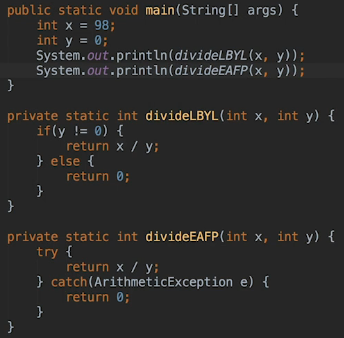 public static void main(String[] args) {
    int x = 98;
    int y = 0;
    System.out.println(divideLBYL(x, y));
    System.out.println(divideEAFP(x, y));
}
private static int divideLBYL(int x, int y) {
    if(y != 0) {
        return x / y;
    } else {
        return 0;
    }
}
private static int divideEAFP(int x, int y) {
    try {
        return x / y;
    } catch(ArithmeticException e) {
        return 0;
    }
}